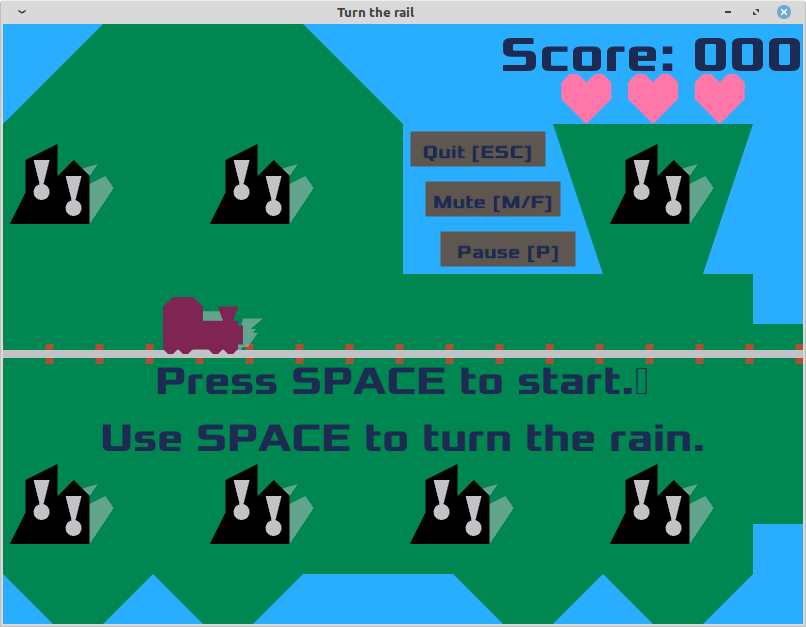 Turn the rail
Score: 000
Quit [ESC]
Mute [M/F]
Pause [P]
Press SPACE to start.
Use SPACE to turn the rain.